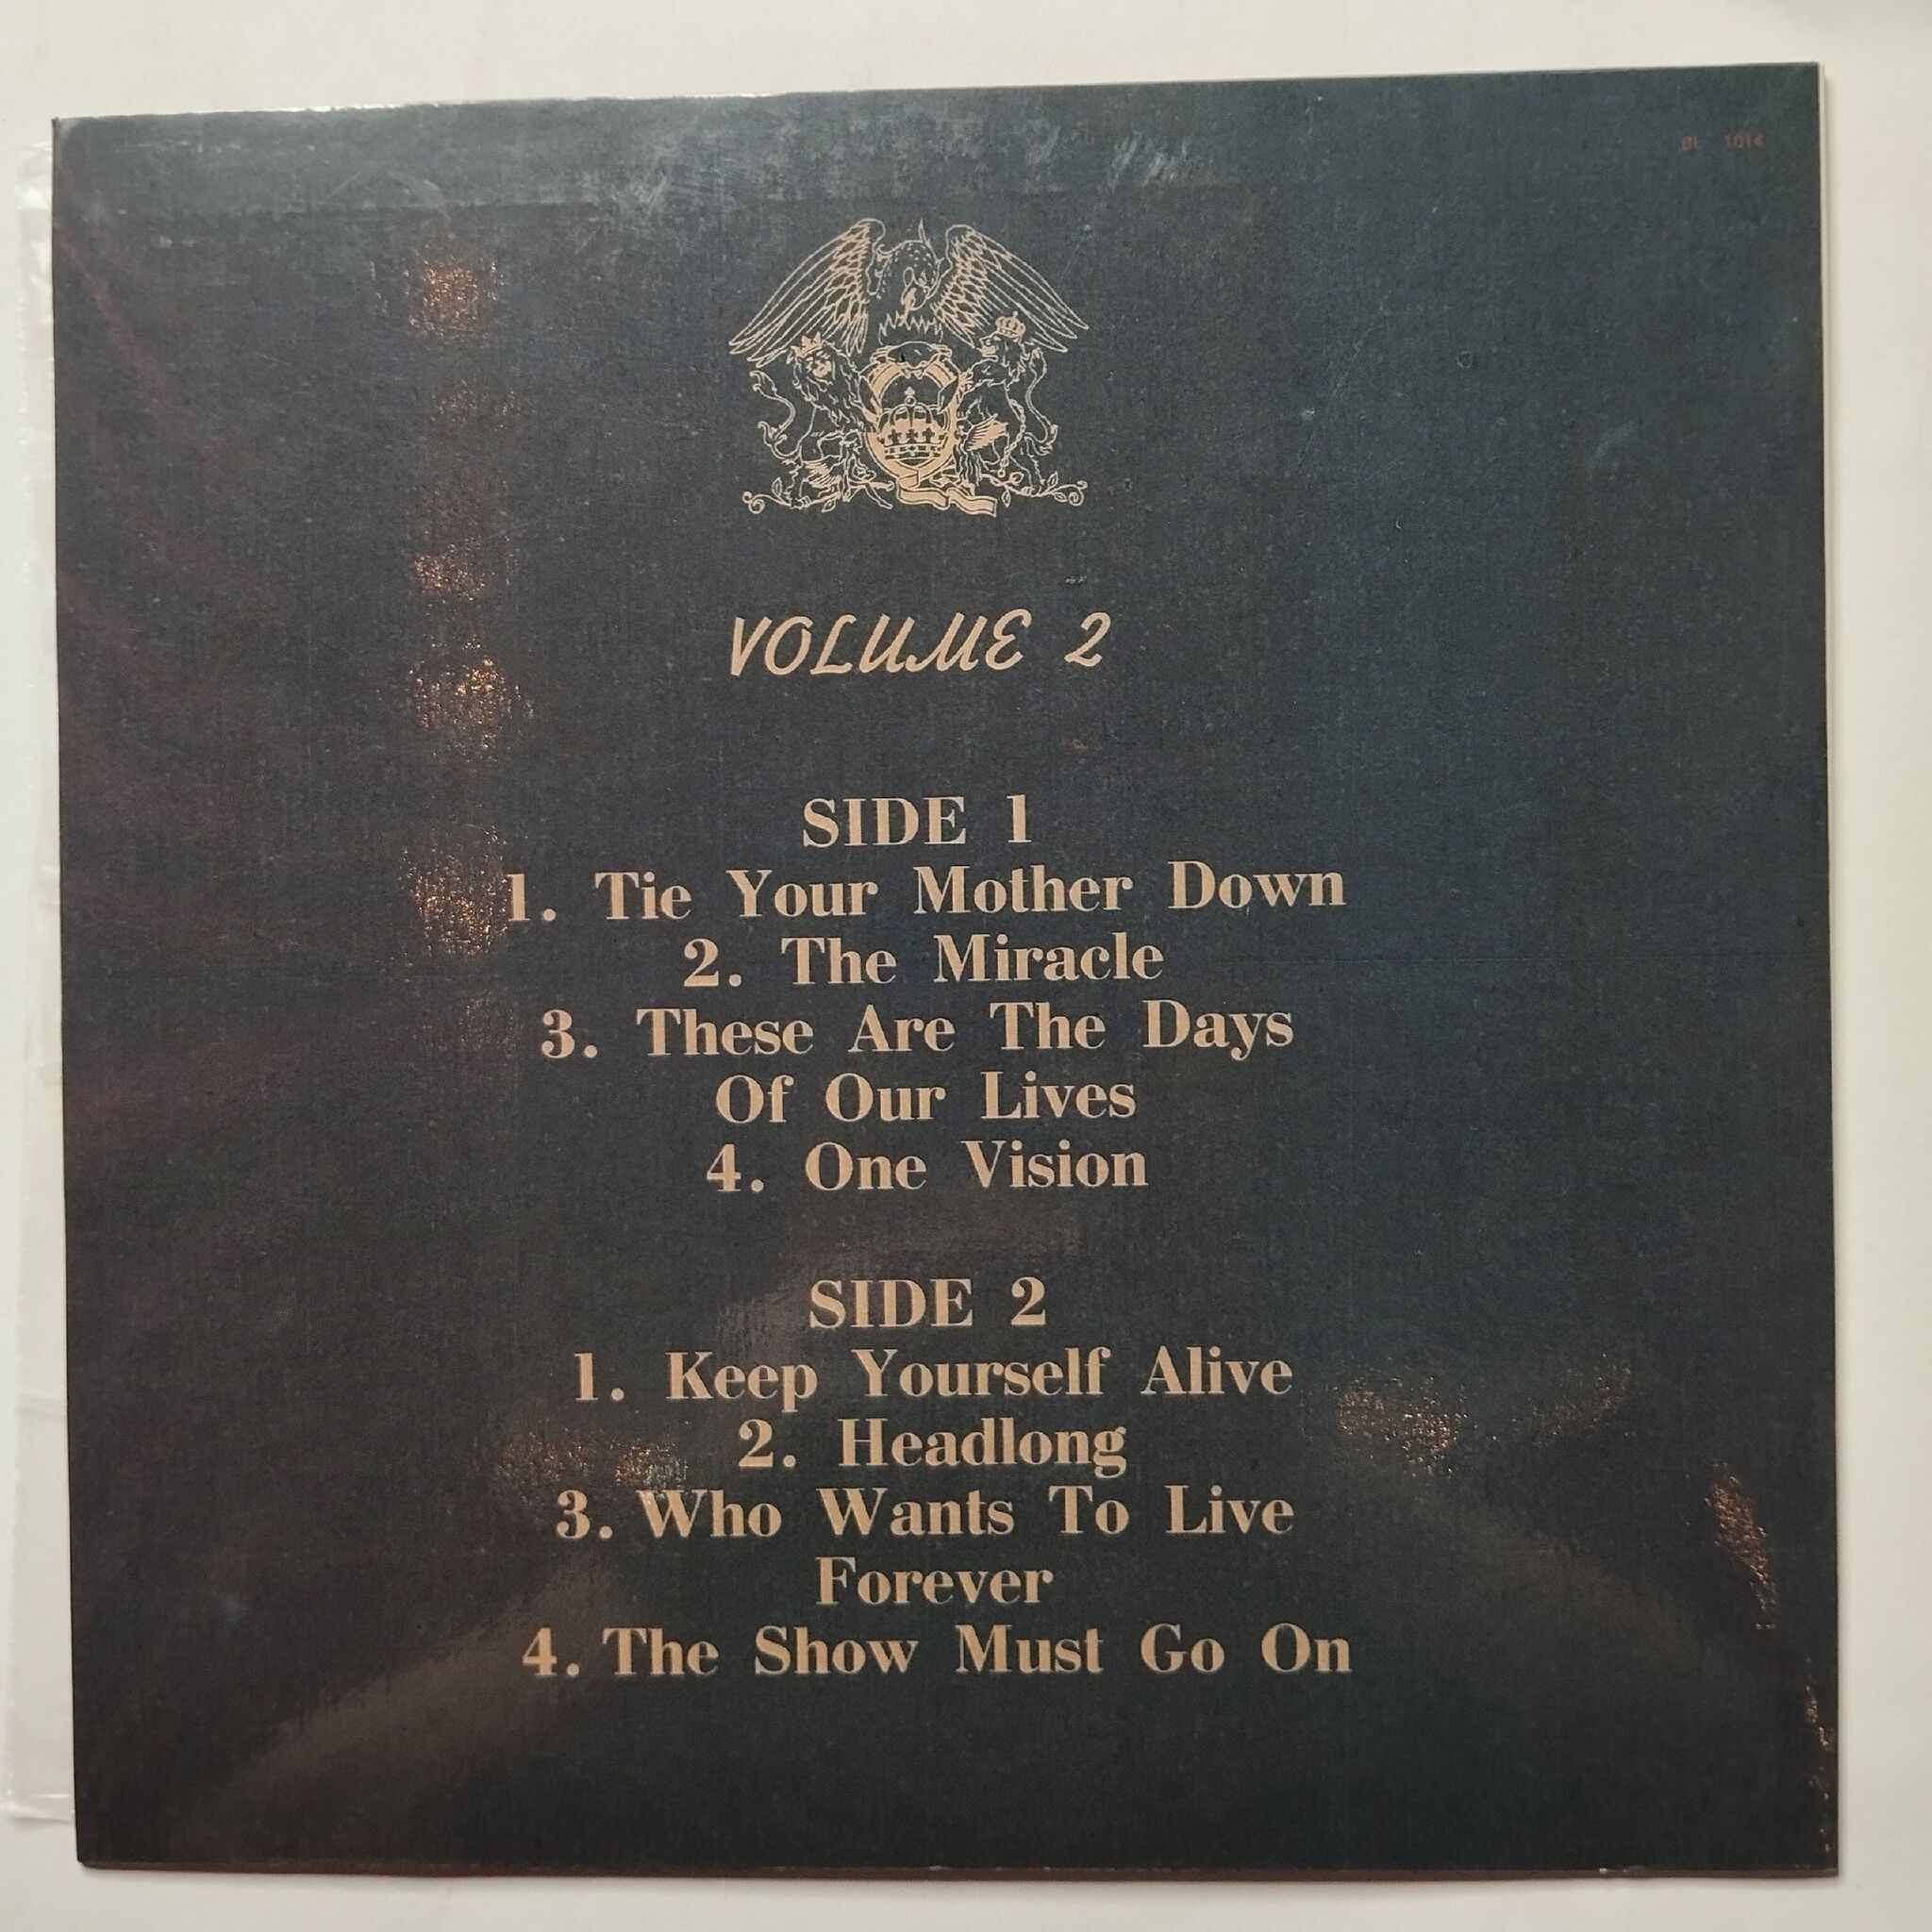 BL 1014
VOLUME 2
SIDE 1
1. Tie Your Mother Down
2. The Miracle
3. These Are The Days
Of Our Lives
4. One Vision
SIDE 2
1. Keep Yourself Alive
2. Headlong
3. Who Wants To Live
Forever
4. The Show Must Go On